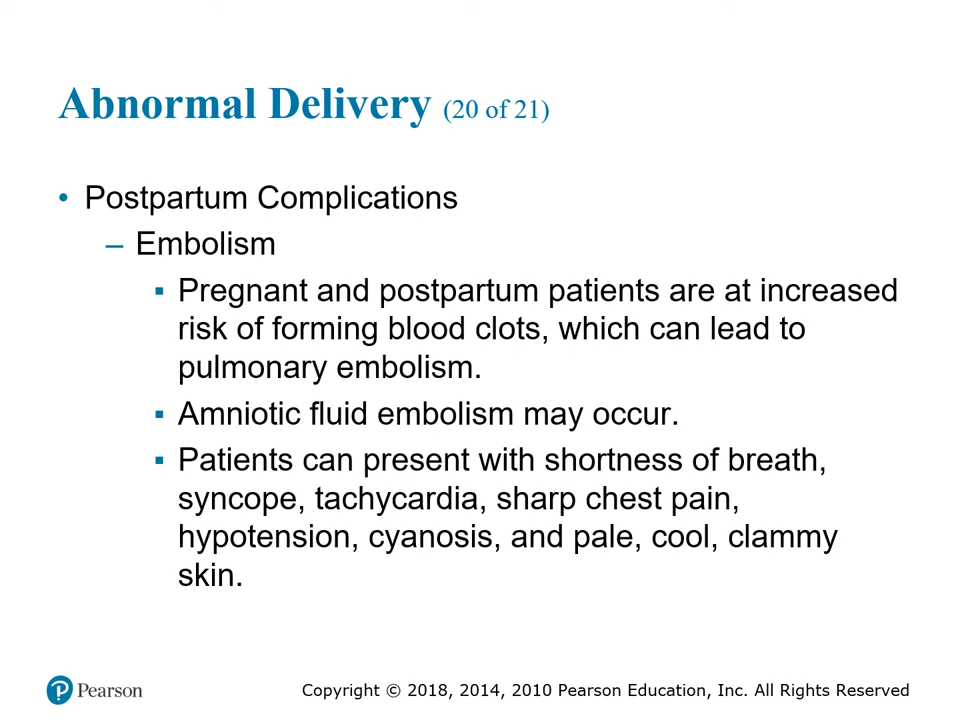 Abnormal Delivery (20 of 21)
• Postpartum Complications
– Embolism
▪ Pregnant and postpartum patients are at increased
risk of forming blood clots, which can lead to
pulmonary embolism.
▪ Amniotic fluid embolism may occur.
▪ Patients can present with shortness of breath,
syncope, tachycardia, sharp chest pain,
hypotension, cyanosis, and pale, cool, clammy
skin.
Pearson
Copyright © 2018, 2014, 2010 Pearson Education, Inc. All Rights Reserved